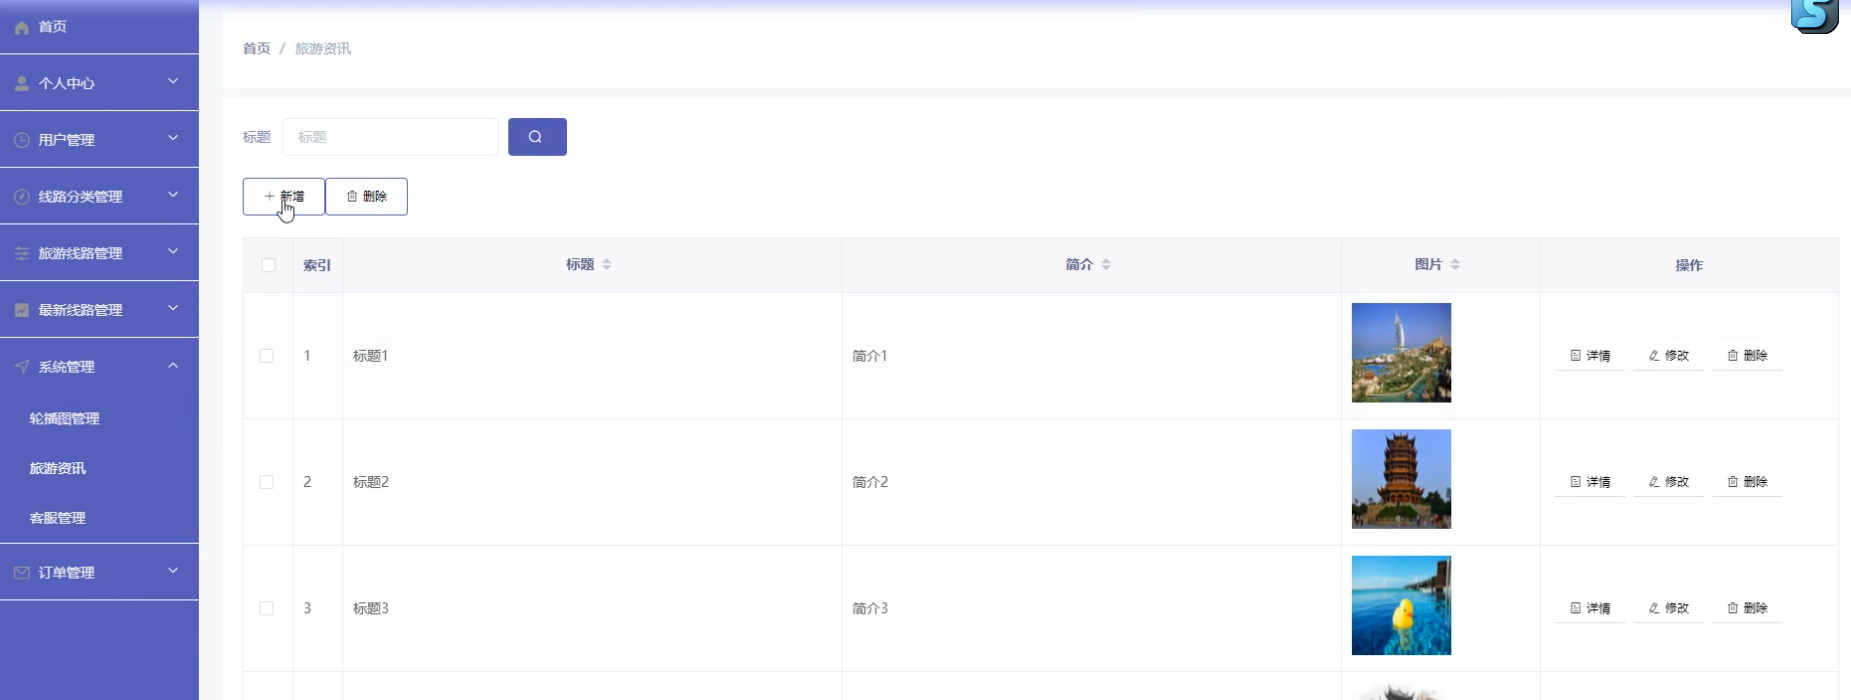 首页
个人中心
用户管理
线路分类管理
旅游线路管理
最新线路管理
系统管理
轮播图管理
旅游资讯
客服管理
订单管理
首页 / 旅游资讯
标题 标题
新增 删除
索引 标题 简介 图片 操作
1 标题1 简介1 详情 修改 删除
2 标题2 简介2 详情 修改 删除
3 标题3 简介3 详情 修改 删除